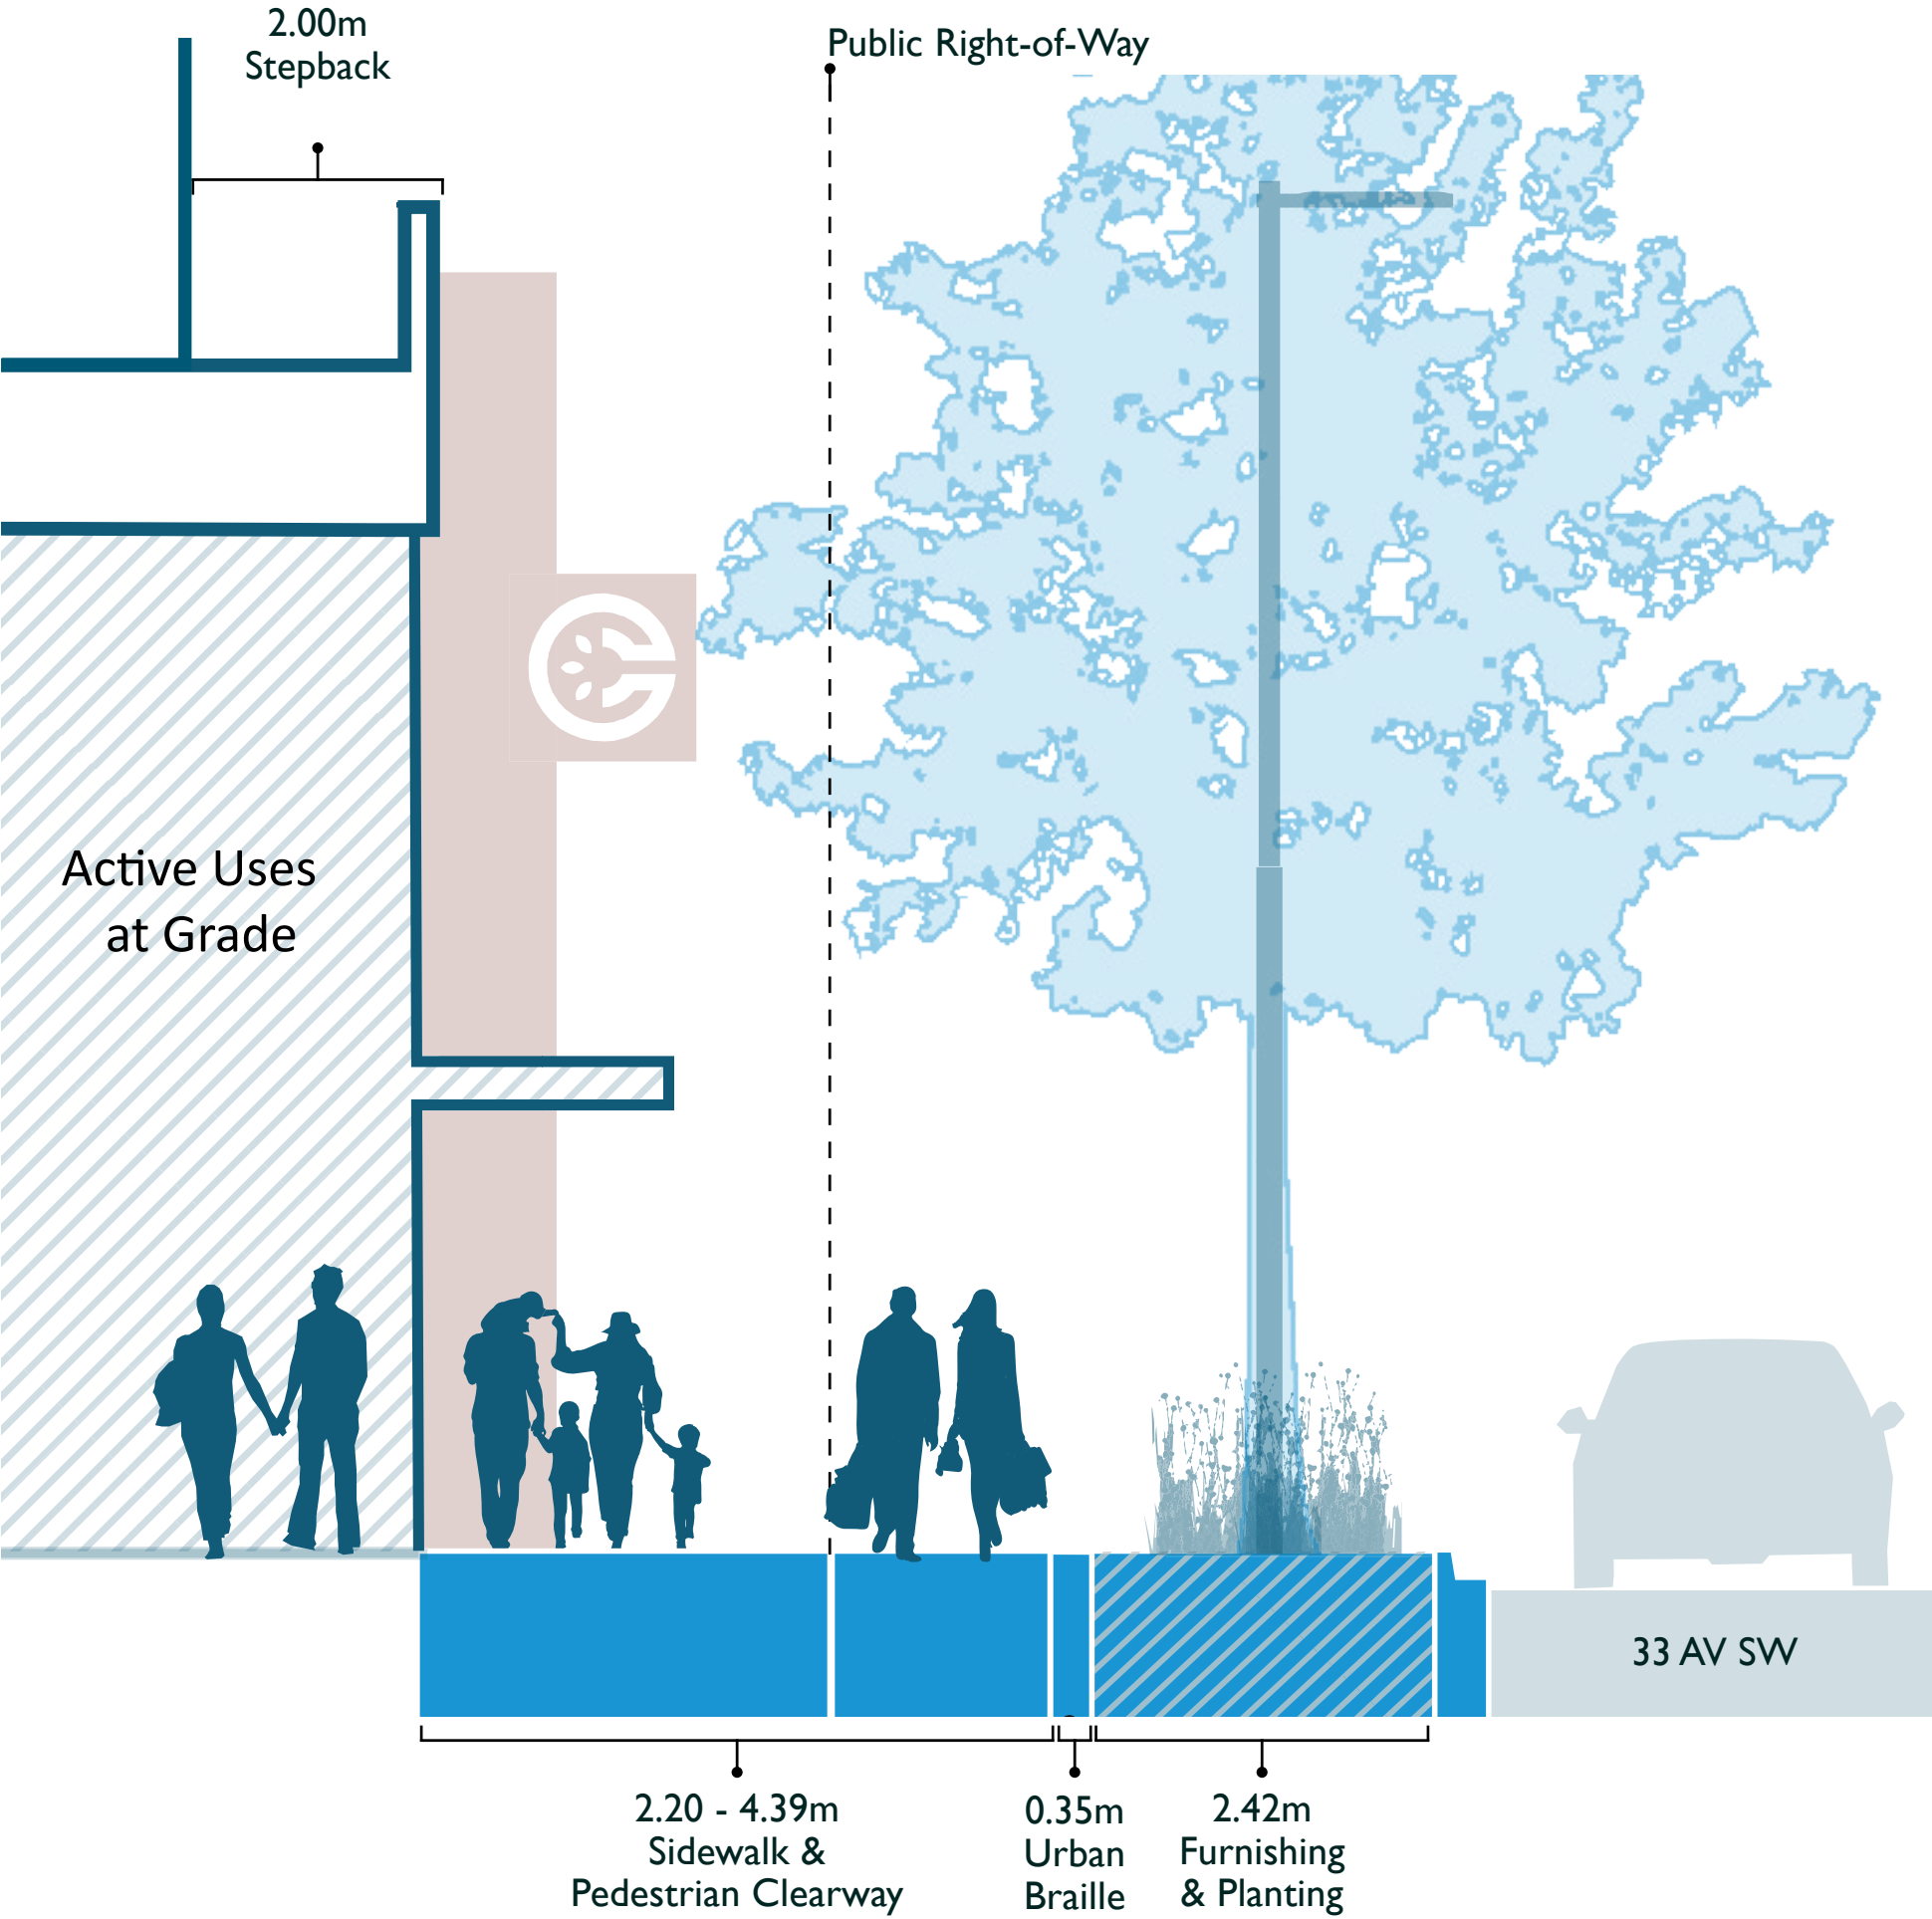 2.00m
Stepback
Public Right-of-Way
Active Uses
at Grade
33 AV SW
2.20 - 4.39m
Sidewalk &
Pedestrian Clearway
0.35m
Urban
Braille
2.42m
Furnishing
& Planting